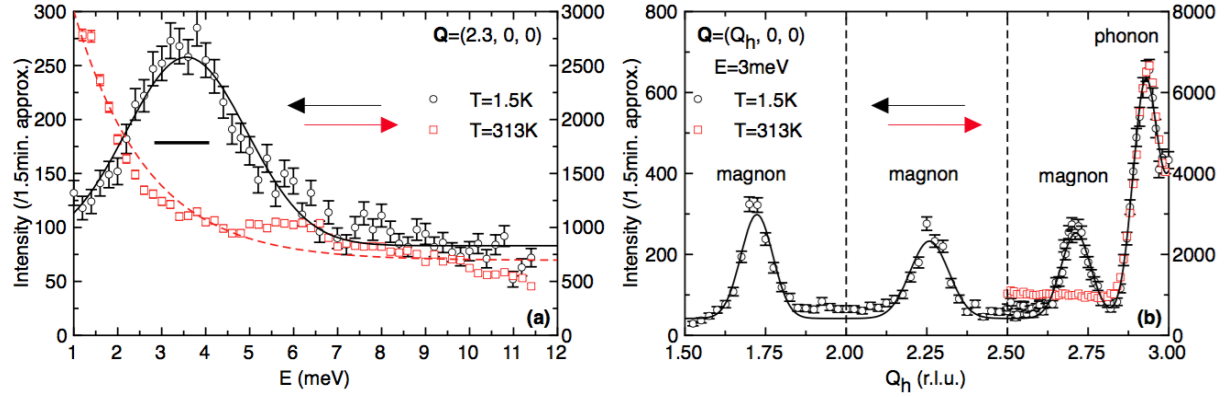 300
250
200
150
100
50
0
Intensity (/1.5min. approx.)
(a)
Q=(2.3, 0, 0)
T=1.5K
T=313K
3000
2500
2000
1500
1000
500
0
1 2 3 4 5 6 7 8 9 10 11 12
E (meV)
(a)
800
600
400
200
0
Intensity (/1.5min. approx.)
Q=(Qh, 0, 0)
E=3meV
T=1.5K
T=313K
phonon
magnon
magnon
magnon
(b)
8000
6000
4000
2000
0
1.50 1.75 2.00 2.25 2.50 2.75 3.00
Qh (r.l.u.)